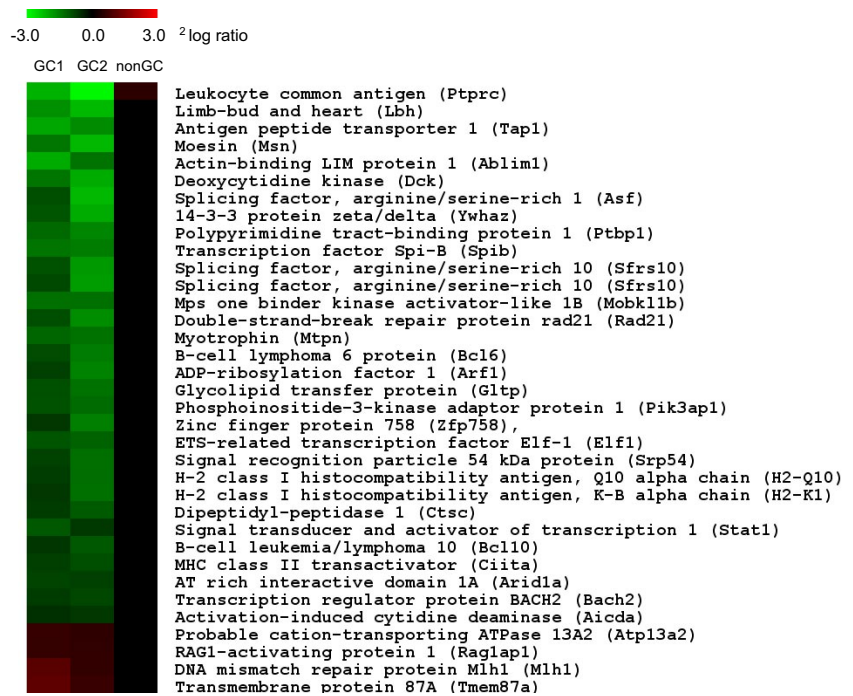 -3.0 0.0 3.0 2 log ratio
GC1 GC2 nonGC
Leukocyte common antigen (Ptprc)
Limb-bud and heart (Lbh)
Antigen peptide transporter 1 (Tap1)
Moesin (Msn)
Actin-binding LIM protein 1 (Ablim1)
Deoxycytidine kinase (Dck)
Splicing factor, arginine/serine-rich 1 (Asf)
14-3-3 protein zeta/delta (Ywhaz)
Polypyrimidine tract-binding protein 1 (Ptbp1)
Transcription factor Spi-B (Spib)
Splicing factor, arginine/serine-rich 10 (Sfrs10)
Splicing factor, arginine/serine-rich 10 (Sfrs10)
Mps one binder kinase activator-like 1B (Mobkl1b)
Double-strand-break repair protein rad21 (Rad21)
Myotrophin (Mtpn)
B-cell lymphoma 6 protein (Bcl6)
ADP-ribosylation factor 1 (Arf1)
Glycolipid transfer protein (Gltp)
Phosphoinositide-3-kinase adaptor protein 1 (Pik3ap1)
Zinc finger protein 758 (Zfp758),
ETS-related transcription factor Elf-1 (Elf1)
Signal recognition particle 54 kDa protein (Srp54)
H-2 class I histocompatibility antigen, Q10 alpha chain (H2-Q10)
H-2 class I histocompatibility antigen, K-B alpha chain (H2-K1)
Dipeptidyl-peptidase 1 (Ctsc)
Signal transducer and activator of transcription 1 (Stat1)
B-cell leukemia/lymphoma 10 (Bcl10)
MHC class II transactivator (Ciita)
AT rich interactive domain 1A (Arid1a)
Transcription regulator protein BACH2 (Bach2)
Activation-induced cytidine deaminase (Aicda)
Probable cation-transporting ATPase 13A2 (Atp13a2)
RAG1-activating protein 1 (Rag1ap1)
DNA mismatch repair protein Mlh1 (Mlh1)
Transmembrane protein 87A (Tmem87a)